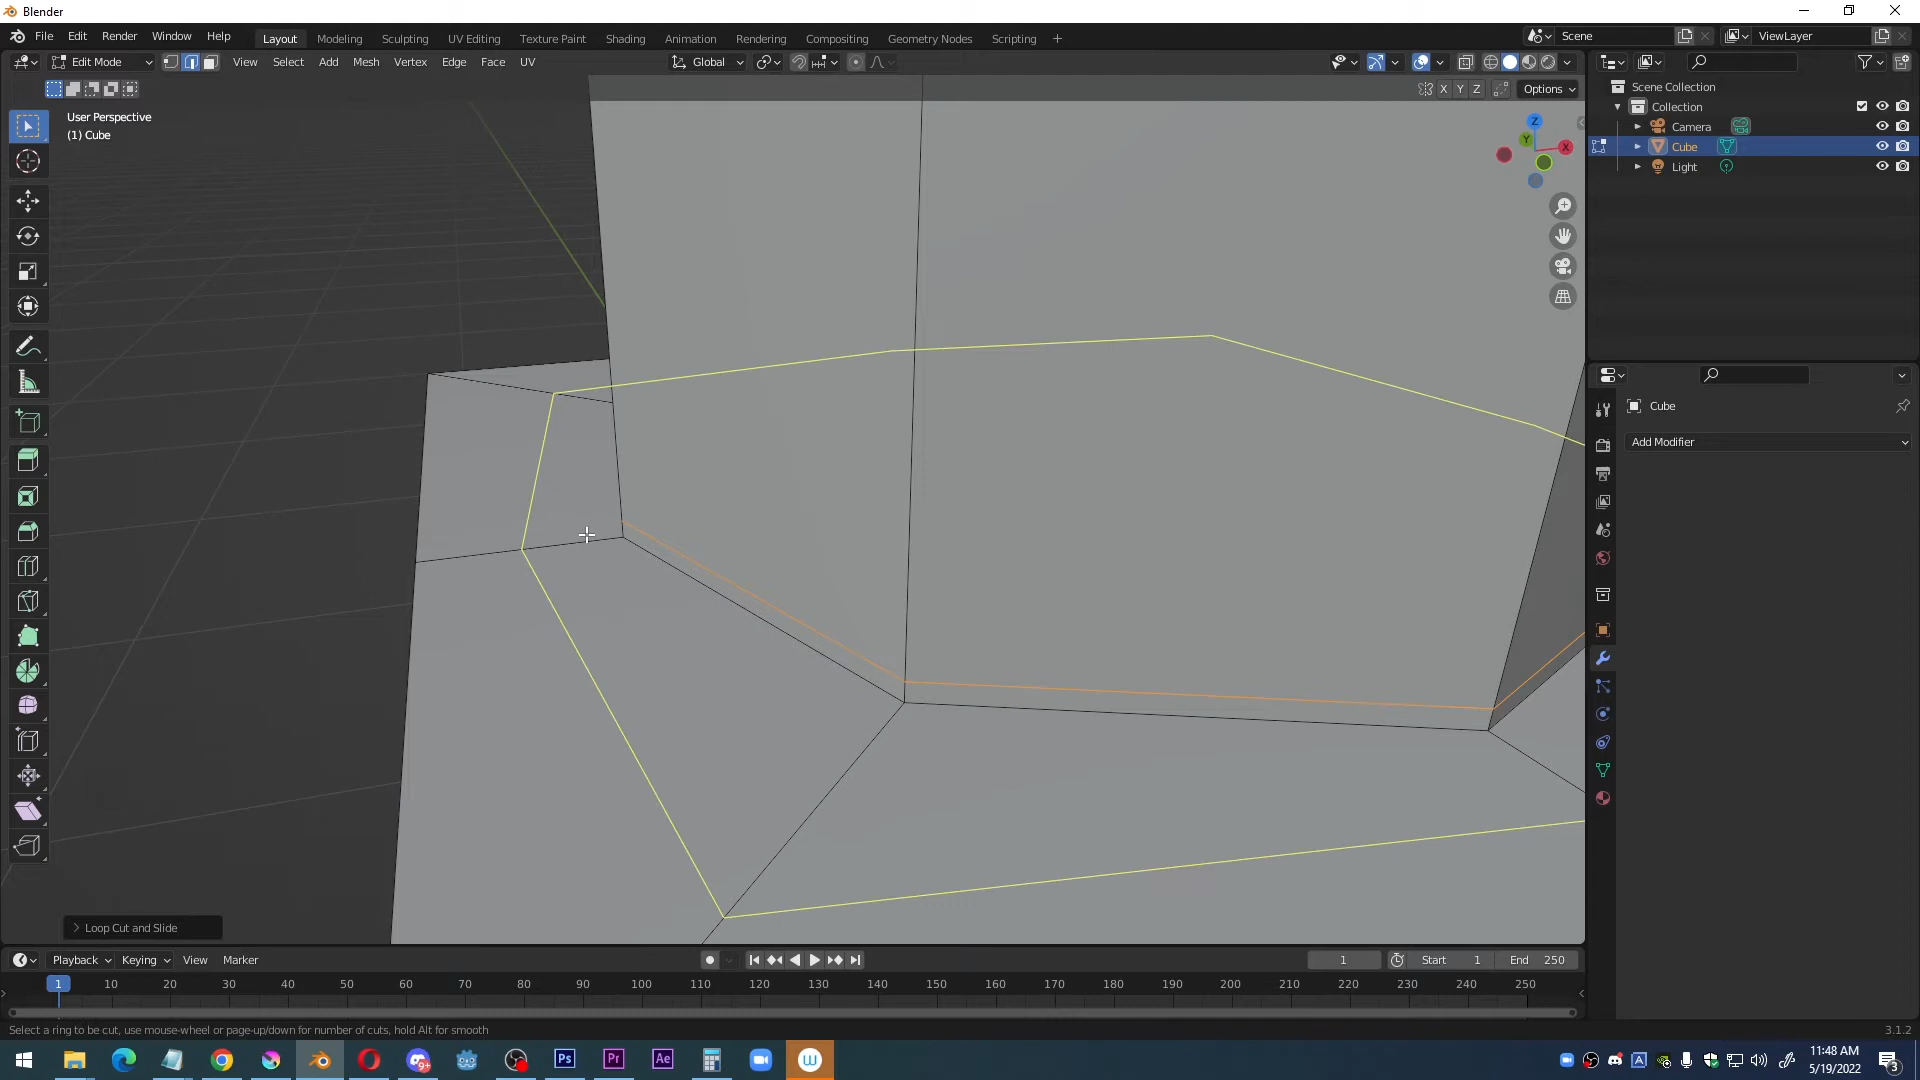 Blender
File Edit Render Window Help
Layout Modeling Sculpting UV Editing Texture Paint Shading Animation Rendering Compositing Geometry Nodes Scripting +
Scene
ViewLayer
Edit Mode
View Select Add Mesh Vertex Edge Face UV
Global
X Y Z
Options
User Perspective
(1) Cube
Z
Y
X
Scene Collection
Collection
Camera
Cube
Light
Cube
Add Modifier
Loop Cut and Slide
Playback Keying View Marker
1
Start 1
End 250
1 10 20 30 40 50 60 70 80 90 100 110 120 130 140 150 160 170 180 190 200 210 220 230 240 250
Select a ring to be cut, use mouse-wheel or page-up/down for number of cuts, hold Alt for smooth
3.1.2
9+
Ps
Pr
Ae
W
A
11:48 AM
5/19/2022
3